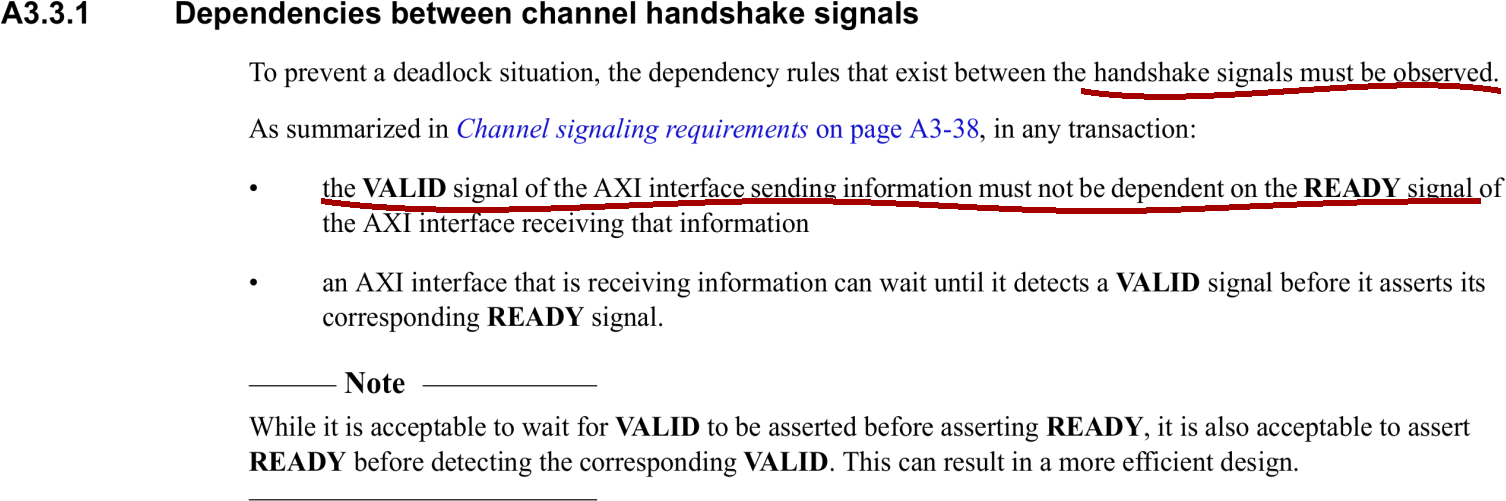 A3.3.1 Dependencies between channel handshake signals
To prevent a deadlock situation, the dependency rules that exist between the handshake signals must be observed.
As summarized in Channel signaling requirements on page A3-38, in any transaction:
• the VALID signal of the AXI interface sending information must not be dependent on the READY signal of
the AXI interface receiving that information
• an AXI interface that is receiving information can wait until it detects a VALID signal before it asserts its
corresponding READY signal.
Note
While it is acceptable to wait for VALID to be asserted before asserting READY, it is also acceptable to assert
READY before detecting the corresponding VALID. This can result in a more efficient design.